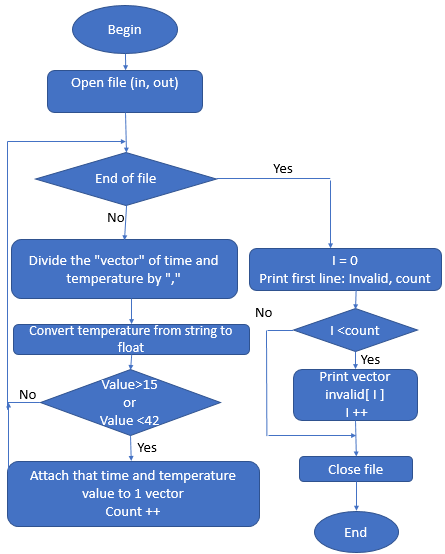 Begin
Open file (in, out)
End of file
Yes
No
Divide the "vector" of time and
temperature by ","
Convert temperature from string to
float
Value>15
or
Value <42
No
Yes
Attach that time and temperature
value to 1 vector
Count ++
I = 0
Print first line: Invalid, count
No
I <count
Yes
Print vector
invalid[ I ]
I ++
Close file
End